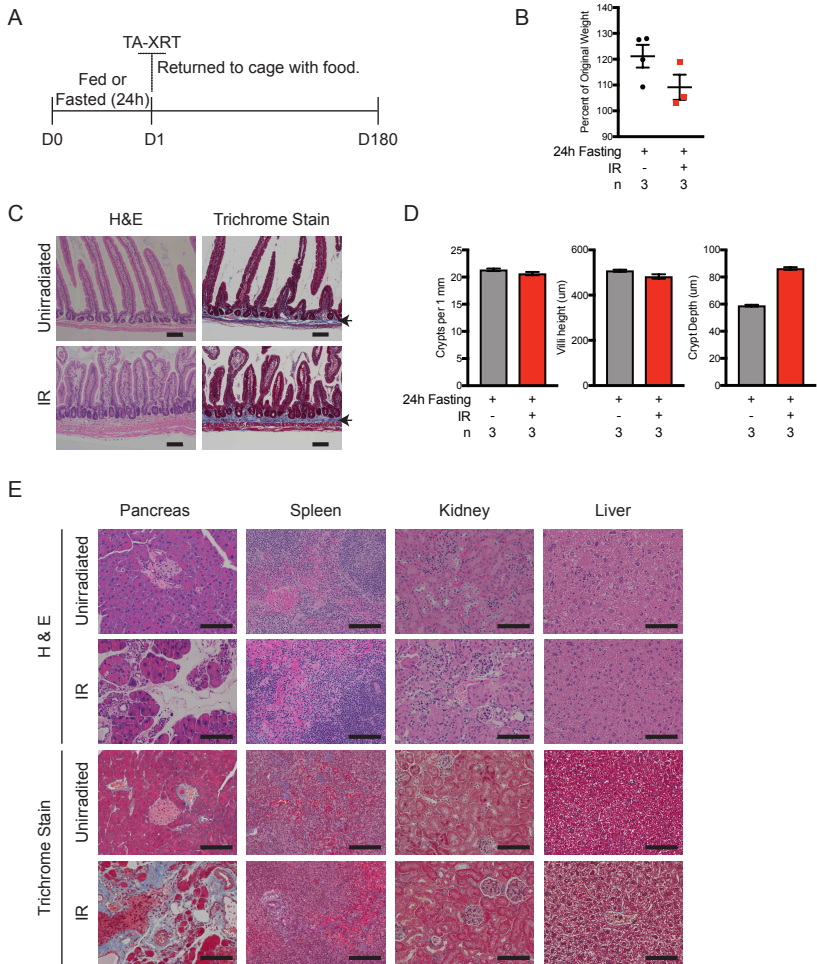 A
TA-XRT
Returned to cage with food.
Fed or
Fasted (24h)
D0 D1 D180
B
Percent of Original Weight
140
130
120
110
100
90
24h Fasting + +
IR - +
n 3 3
C
H&E Trichrome Stain
Unirradiated
IR
D
Crypts per 1 mm
25
20
15
10
5
0
24h Fasting + +
IR - +
n 3 3
Villi height (um)
600
400
200
0
+ +
- +
3 3
Crypt Depth (um)
100
80
60
40
20
0
+ +
- +
3 3
E
Pancreas Spleen Kidney Liver
H & E
Unirradiated
IR
Trichrome Stain
Unirradited
IR